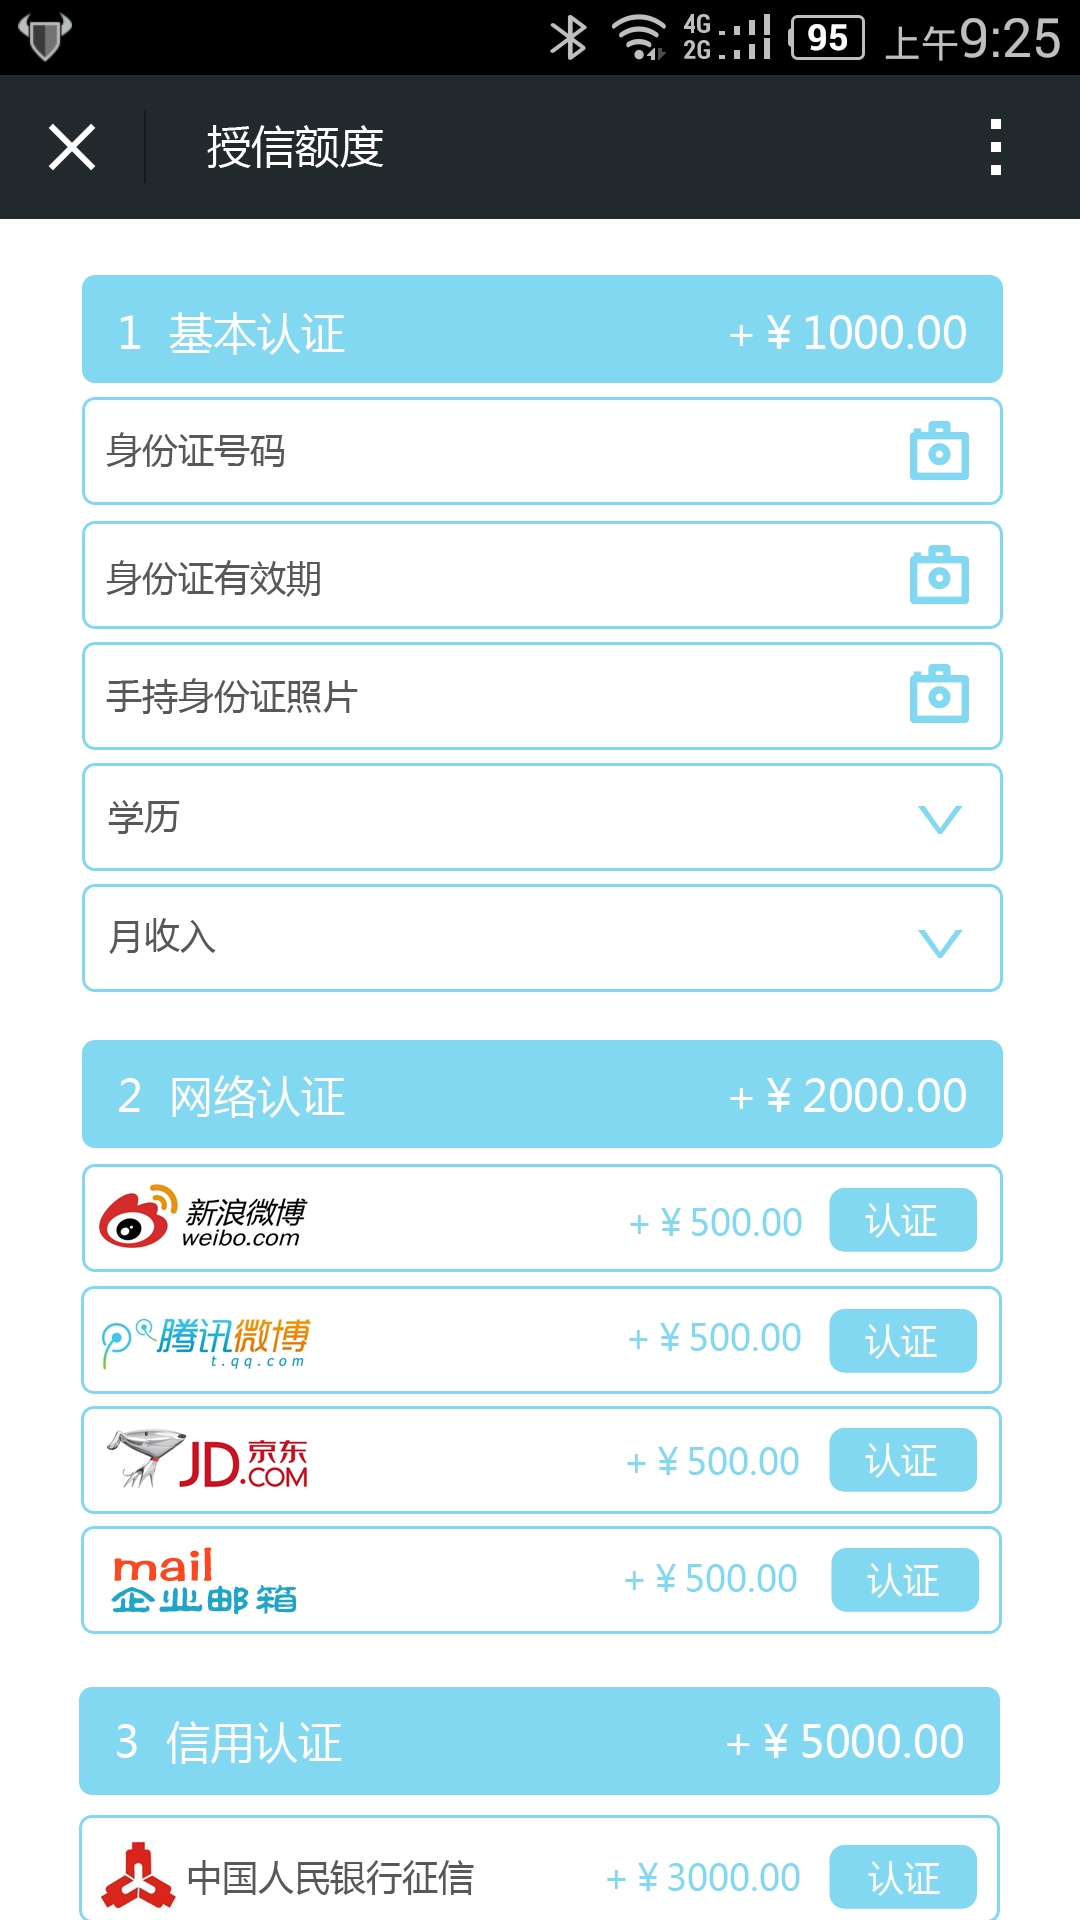 4G
2G
95
上午9:25
授信额度
1 基本认证 + ¥ 1000.00
身份证号码
身份证有效期
手持身份证照片
学历
月收入
2 网络认证 + ¥ 2000.00
新浪微博
weibo.com
+ ¥ 500.00 认证
腾讯微博
t.qq.com
+ ¥ 500.00 认证
JD.京东
.COM
+ ¥ 500.00 认证
mail
企业邮箱
+ ¥ 500.00 认证
3 信用认证 + ¥ 5000.00
中国人民银行征信 + ¥ 3000.00 认证